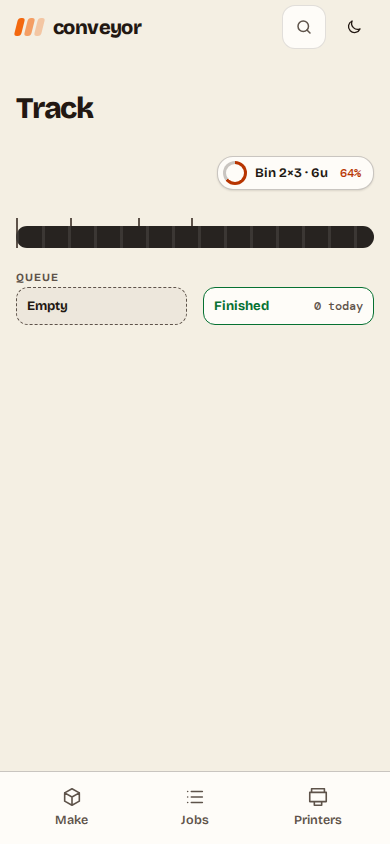 conveyor
Track
Bin 2×3 · 6u 64%
QUEUE
Empty
Finished 0 today
Make Jobs Printers